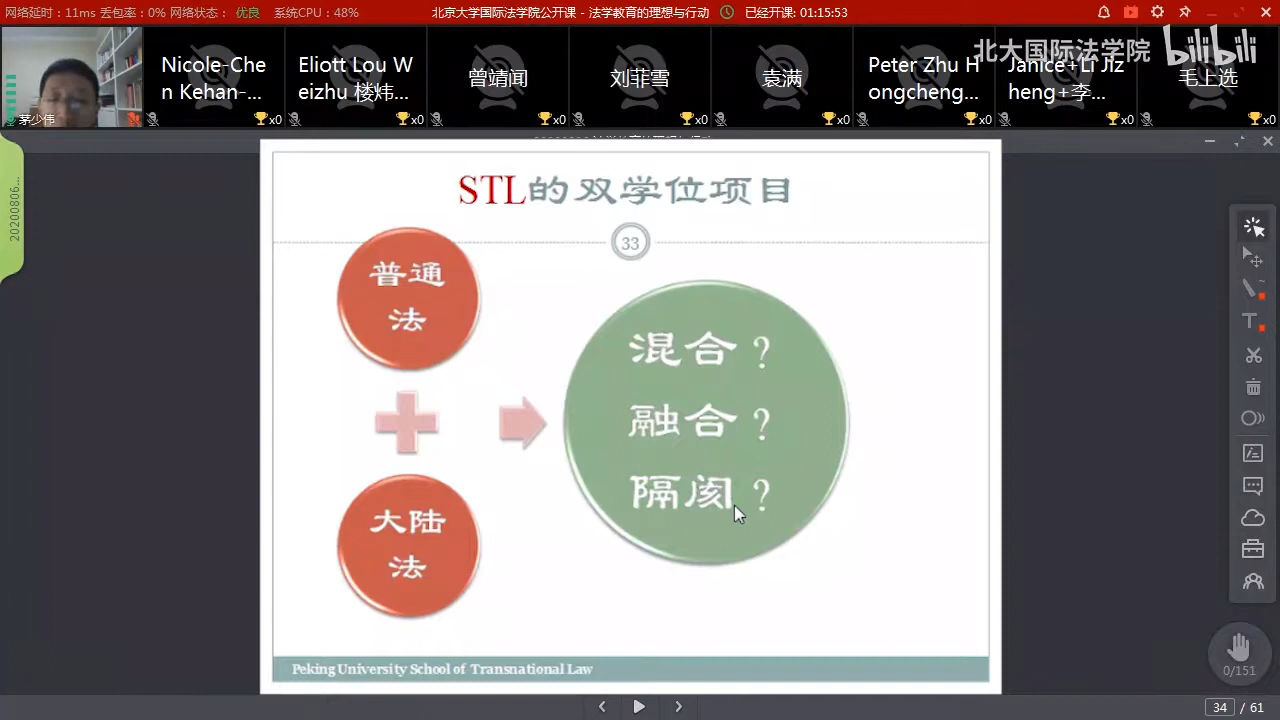 网络延时：11ms 丢包率：0% 网络状态： 优良 系统CPU：48%
北京大学国际法学院公开课 - 法学教育的理想与行动 已经开课: 01:15:53
北大国际法学院 bilibili
茅少伟
Nicole-Che
n Kehan-...
x0
Eliott Lou W
eizhu 楼炜...
x0
曾靖闻
x0
刘菲雪
x0
袁满
x0
Peter Zhu H
ongcheng...
x0
Janice+Li Jiz
heng+李...
x0
毛上选
x0
20200806...
STL的双学位项目
33
普通
法
大陆
法
混合？
融合？
隔阂？
Peking University School of Transnational Law
0/151
34 / 61